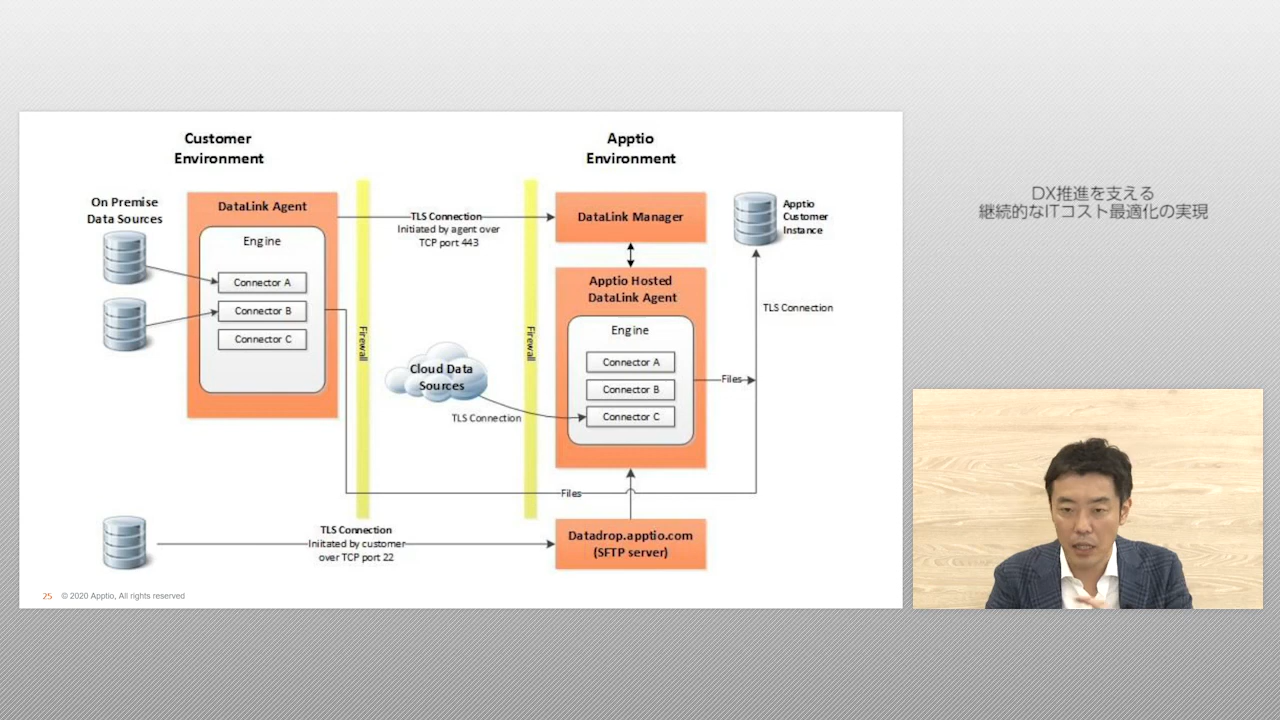 Customer
Environment
Apptio
Environment
On Premise
Data Sources
DataLink Agent
Engine
Connector A
Connector B
Connector C
Firewall
TLS Connection
Initiated by agent over
TCP port 443
Firewall
Cloud Data
Sources
TLS Connection
DataLink Manager
Apptio Hosted
DataLink Agent
Engine
Connector A
Connector B
Connector C
Apptio
Customer
Instance
TLS Connection
Files
Files
TLS Connection
Iniitated by customer
over TCP port 22
Datadrop.apptio.com
(SFTP server)
25 © 2020 Apptio, All rights reserved
DX推進を支える
継続的なITコスト最適化の実現